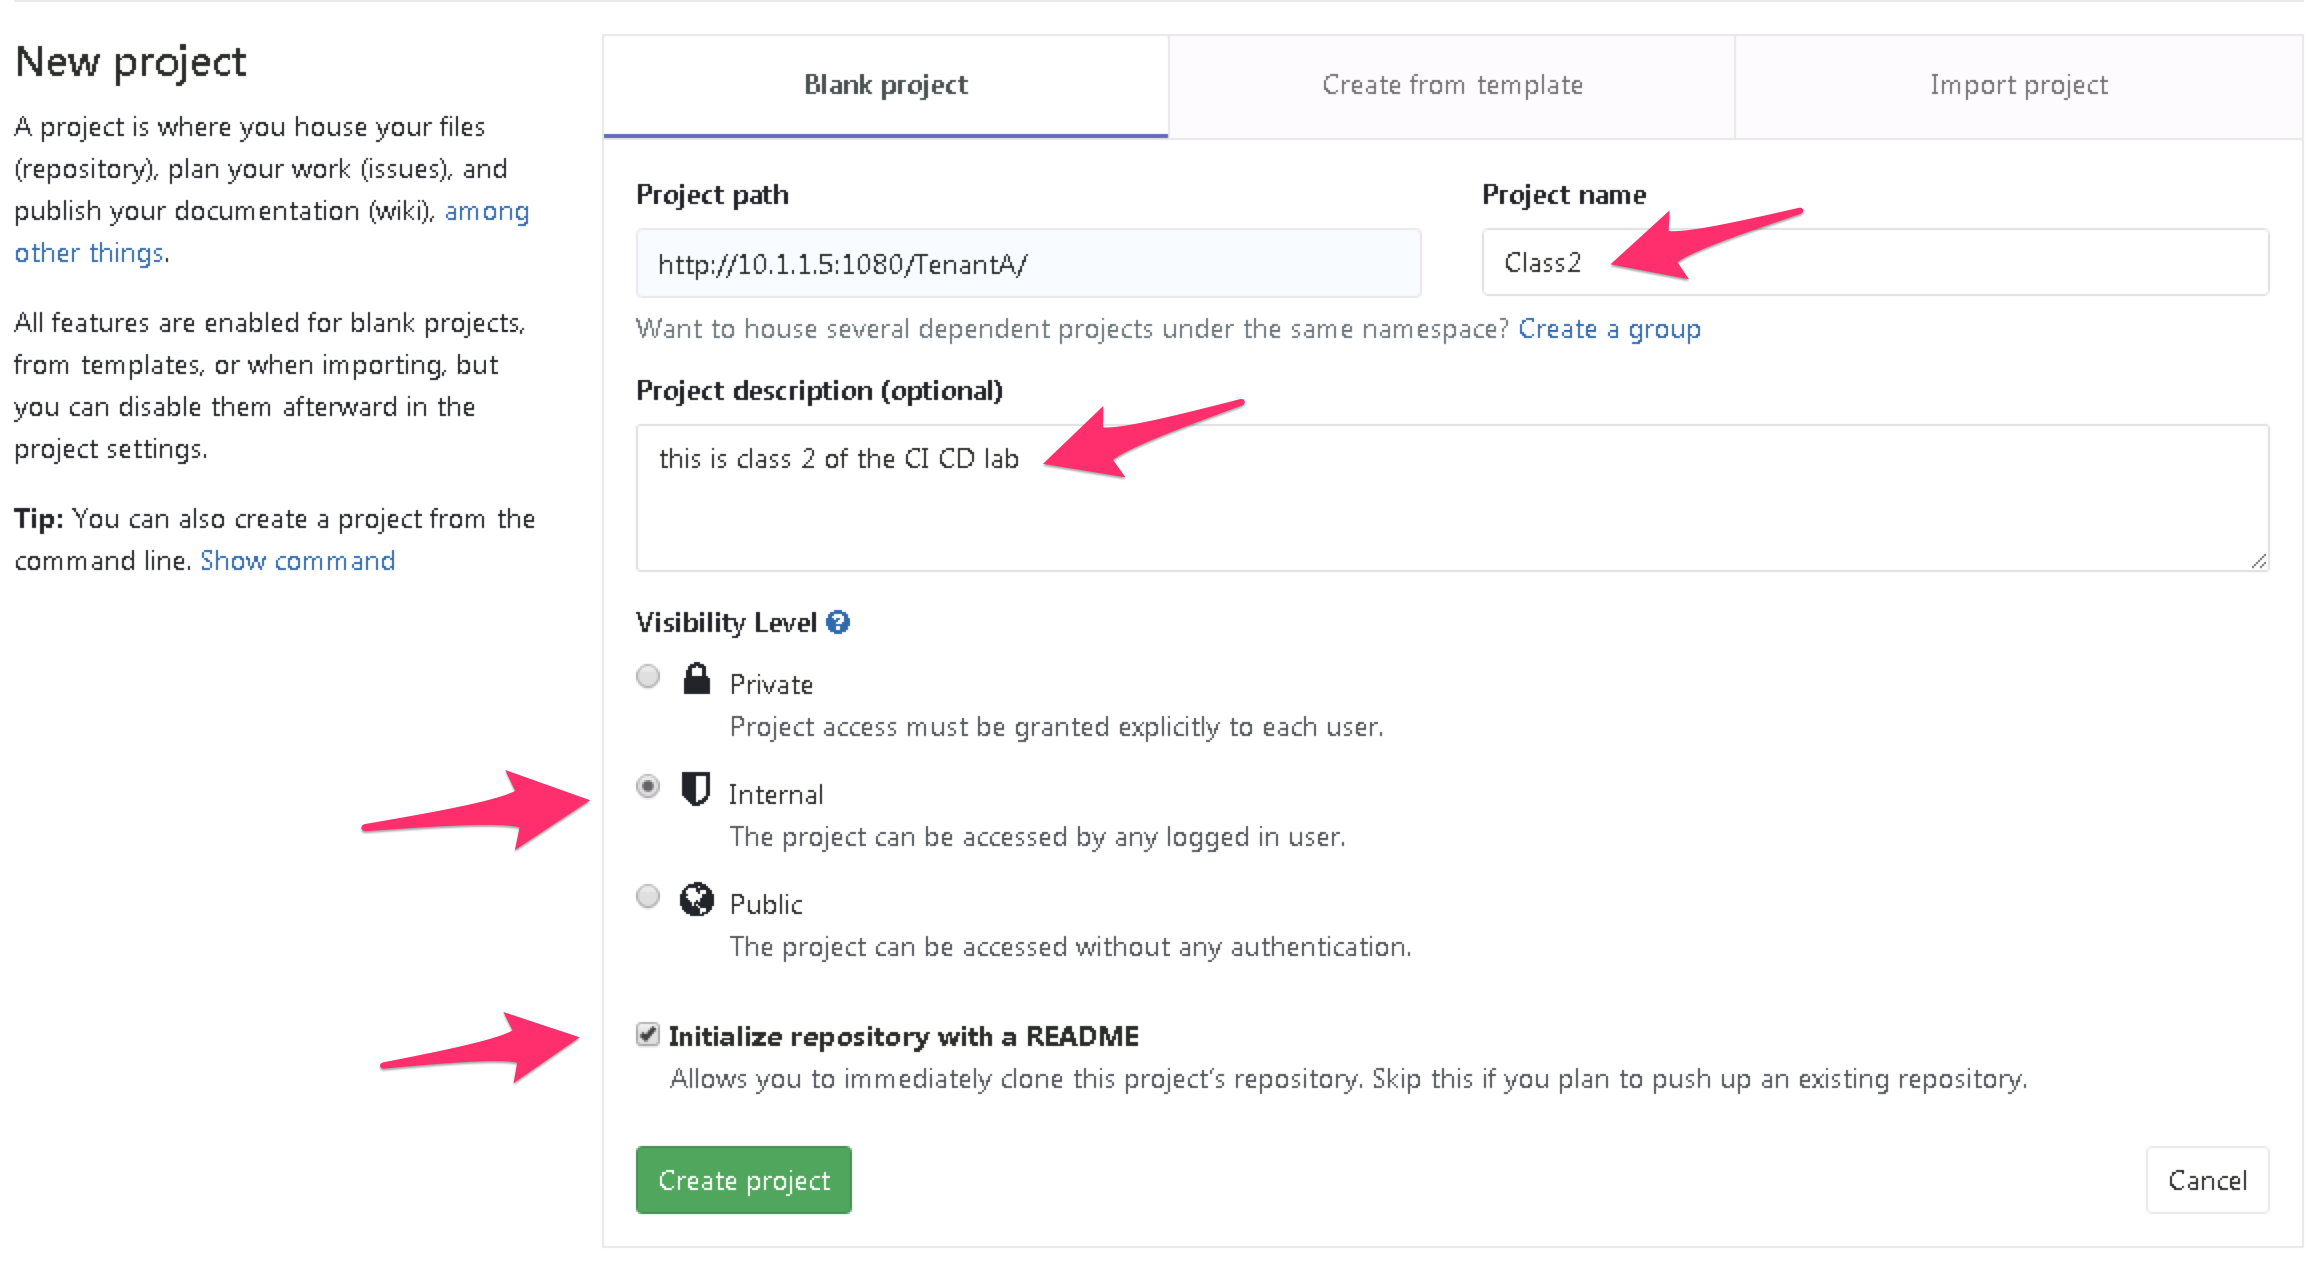 New project
A project is where you house your files
(repository), plan your work (issues), and
publish your documentation (wiki), among
other things.
All features are enabled for blank projects,
from templates, or when importing, but
you can disable them afterward in the
project settings.
Tip: You can also create a project from the
command line. Show command
Blank project
Create from template
Import project
Project path
Project name
http://10.1.1.5:1080/TenantA/
Class2
Want to house several dependent projects under the same namespace? Create a group
Project description (optional)
this is class 2 of the CI CD lab
Visibility Level
Private
Project access must be granted explicitly to each user.
Internal
The project can be accessed by any logged in user.
Public
The project can be accessed without any authentication.
Initialize repository with a README
Allows you to immediately clone this project's repository. Skip this if you plan to push up an existing repository.
Create project
Cancel